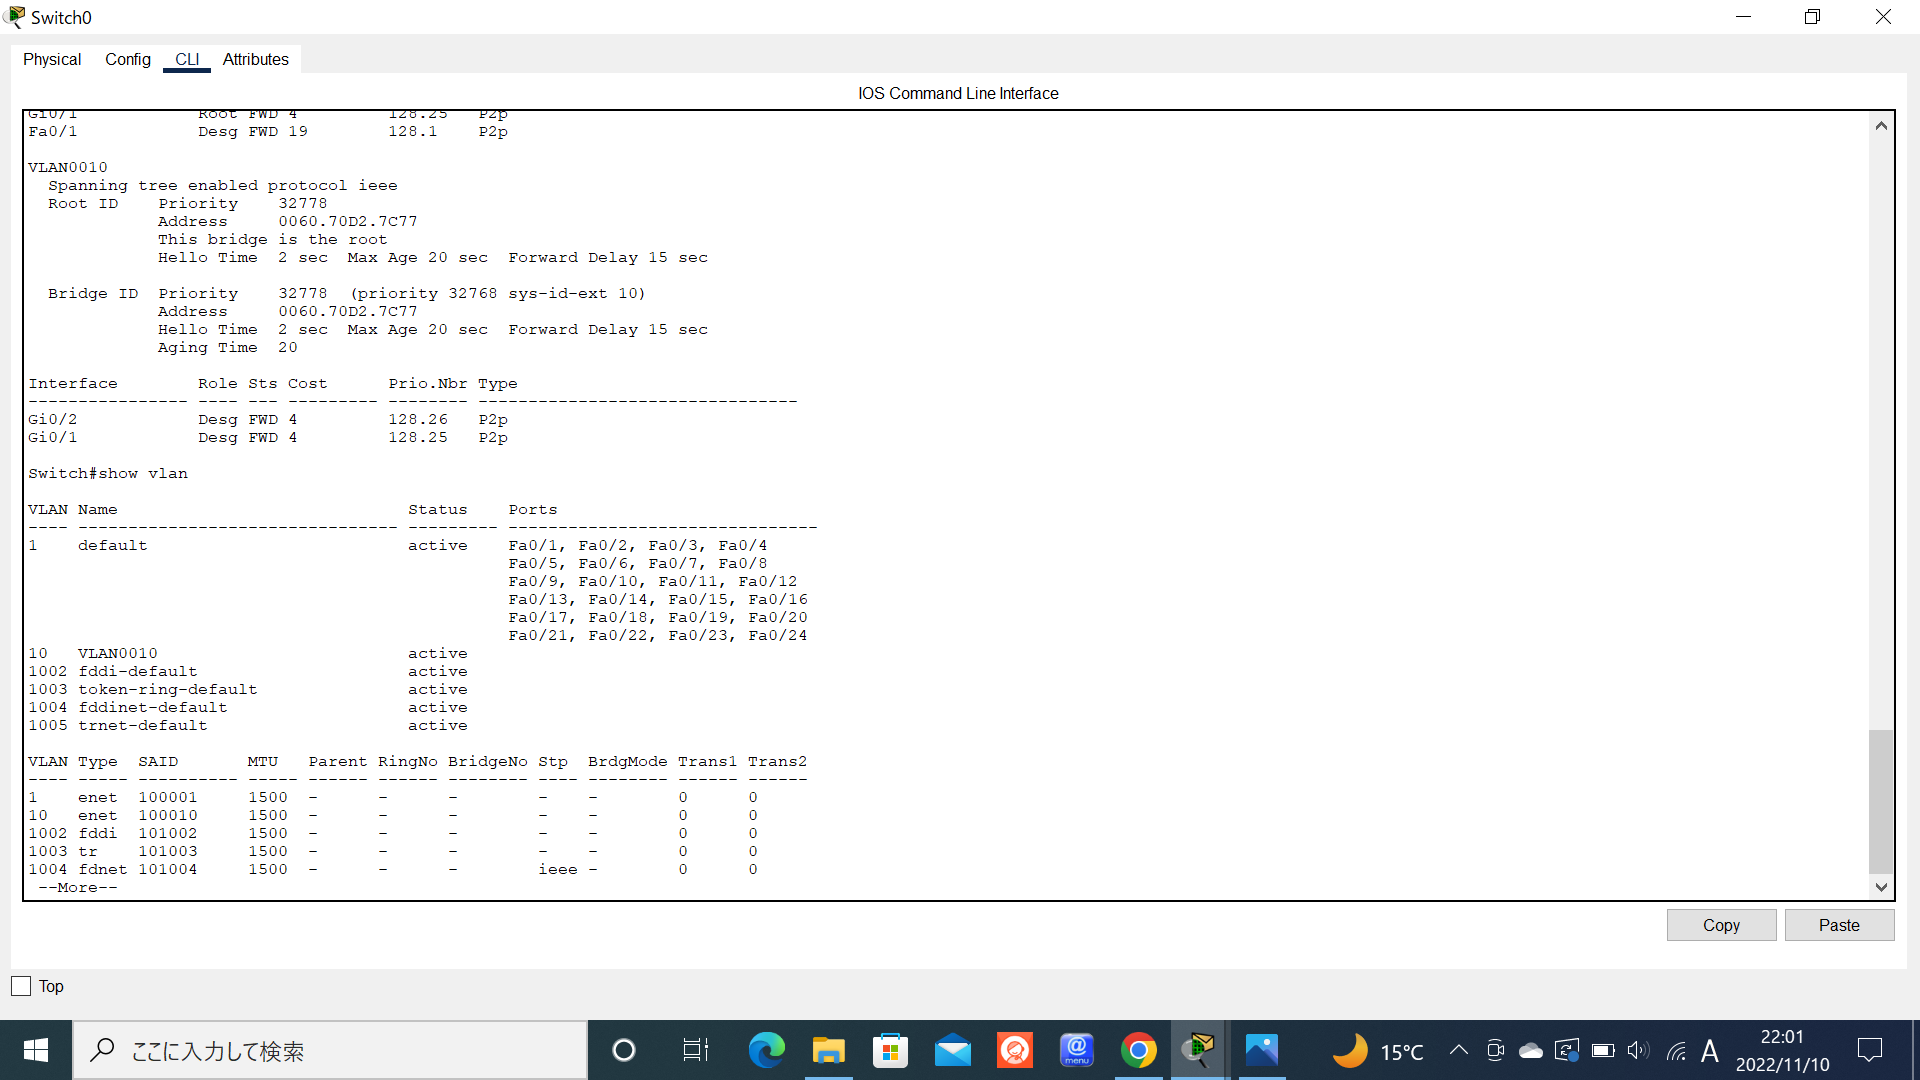 Switch0
Physical Config CLI Attributes
IOS Command Line Interface
Gi0/1            Root FWD 4         128.25   P2p
Fa0/1            Desg FWD 19        128.1    P2p

VLAN0010
  Spanning tree enabled protocol ieee
  Root ID    Priority    32778
             Address     0060.70D2.7C77
             This bridge is the root
             Hello Time  2 sec  Max Age 20 sec  Forward Delay 15 sec

  Bridge ID  Priority    32778  (priority 32768 sys-id-ext 10)
             Address     0060.70D2.7C77
             Hello Time  2 sec  Max Age 20 sec  Forward Delay 15 sec
             Aging Time  20

Interface        Role Sts Cost      Prio.Nbr Type
---------------- ---- --- --------- -------- --------------------------------
Gi0/2            Desg FWD 4         128.26   P2p
Gi0/1            Desg FWD 4         128.25   P2p

Switch#show vlan

VLAN Name                             Status    Ports
---- -------------------------------- --------- -------------------------------
1    default                          active    Fa0/1, Fa0/2, Fa0/3, Fa0/4
                                                Fa0/5, Fa0/6, Fa0/7, Fa0/8
                                                Fa0/9, Fa0/10, Fa0/11, Fa0/12
                                                Fa0/13, Fa0/14, Fa0/15, Fa0/16
                                                Fa0/17, Fa0/18, Fa0/19, Fa0/20
                                                Fa0/21, Fa0/22, Fa0/23, Fa0/24
10   VLAN0010                         active
1002 fddi-default                     active
1003 token-ring-default               active
1004 fddinet-default                  active
1005 trnet-default                    active

VLAN Type  SAID       MTU   Parent RingNo BridgeNo Stp  BrdgMode Trans1 Trans2
---- ----- ---------- ----- ------ ------ -------- ---- -------- ------ ------
1    enet  100001     1500  -      -      -        -    -        0      0
10   enet  100010     1500  -      -      -        -    -        0      0
1002 fddi  101002     1500  -      -      -        -    -        0      0
1003 tr    101003     1500  -      -      -        -    -        0      0
1004 fdnet 101004     1500  -      -      -        ieee -        0      0
 --More--
Copy Paste
Top
ここに入力して検索
@
menu
15°C
A
22:01
2022/11/10